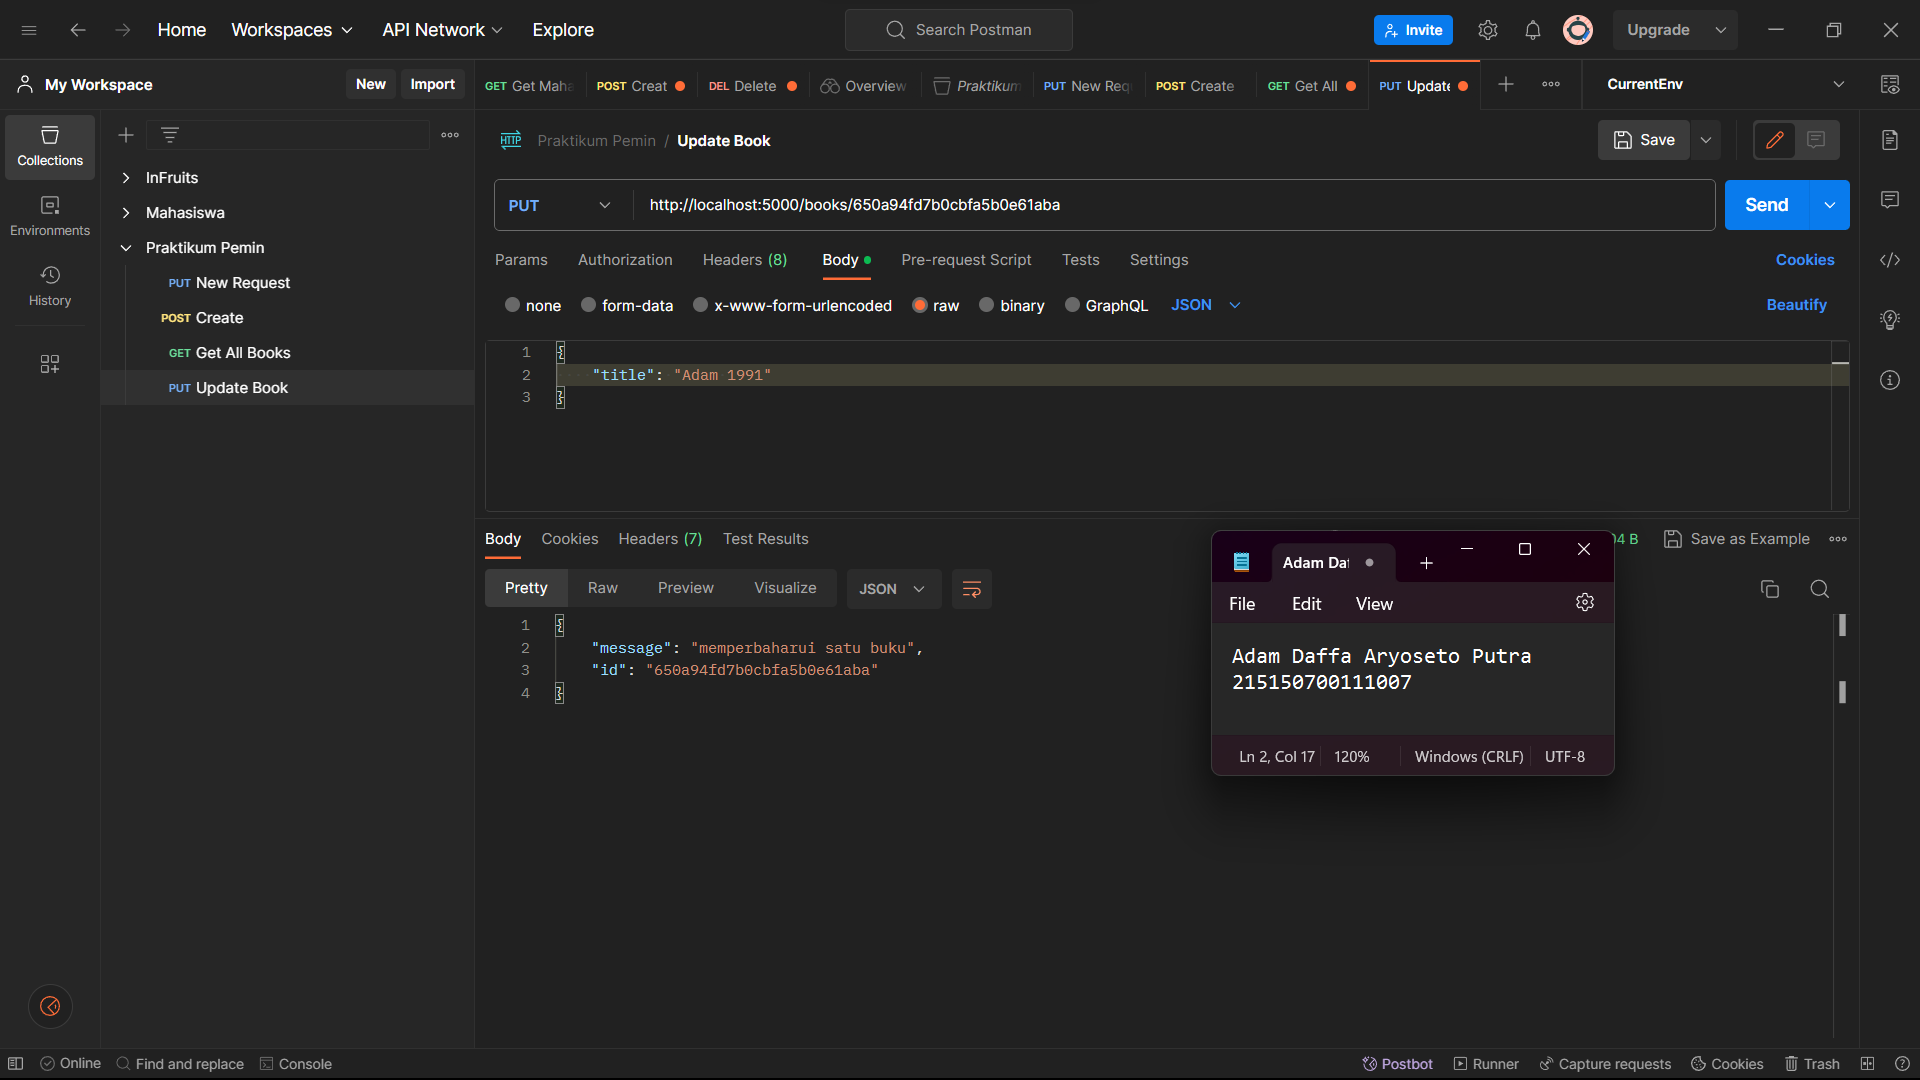 Home Workspaces API Network Explore Search Postman Invite Upgrade
My Workspace New Import GET Get Maha POST Creat DEL Delete Overview Praktikum PUT New Req POST Create GET Get All PUT Update CurrentEnv
Collections
Environments
History
InFruits
Mahasiswa
Praktikum Pemin
PUT New Request
POST Create
GET Get All Books
PUT Update Book
HTTP Praktikum Pemin / Update Book Save
PUT http://localhost:5000/books/650a94fd7b0cbfa5b0e61aba Send
Params Authorization Headers (8) Body Pre-request Script Tests Settings Cookies
none form-data x-www-form-urlencoded raw binary GraphQL JSON Beautify
1 {
2 "title": "Adam 1991"
3 }
Body Cookies Headers (7) Test Results 04 B Save as Example
Pretty Raw Preview Visualize JSON
1 {
2 "message": "memperbaharui satu buku",
3 "id": "650a94fd7b0cbfa5b0e61aba"
4 }
Adam Daf
File Edit View
Adam Daffa Aryoseto Putra
215150700111007
Ln 2, Col 17 120% Windows (CRLF) UTF-8
Online Find and replace Console Postbot Runner Capture requests Cookies Trash